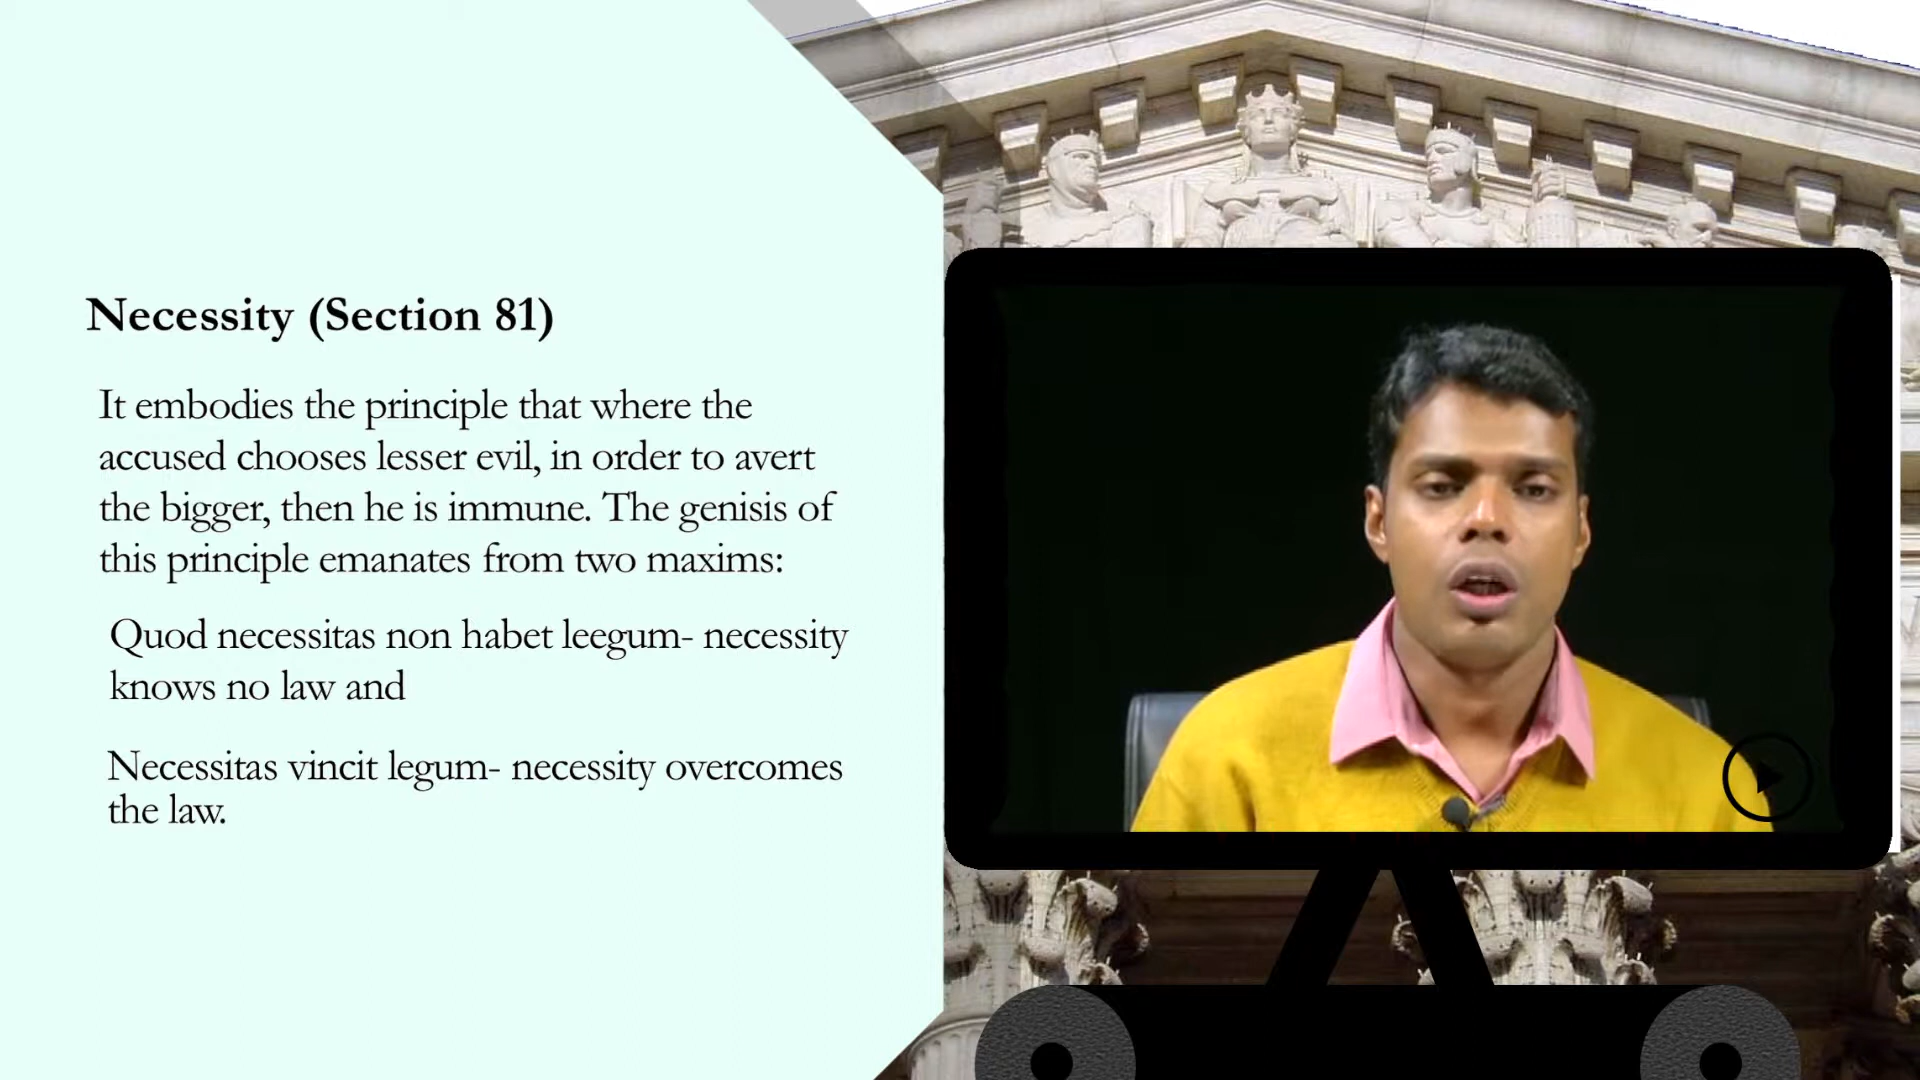 Necessity (Section 81)
It embodies the principle that where the
accused chooses lesser evil, in order to avert
the bigger, then he is immune. The genisis of
this principle emanates from two maxims:
Quod necessitas non habet leegum- necessity
knows no law and
Necessitas vincit legum- necessity overcomes
the law.